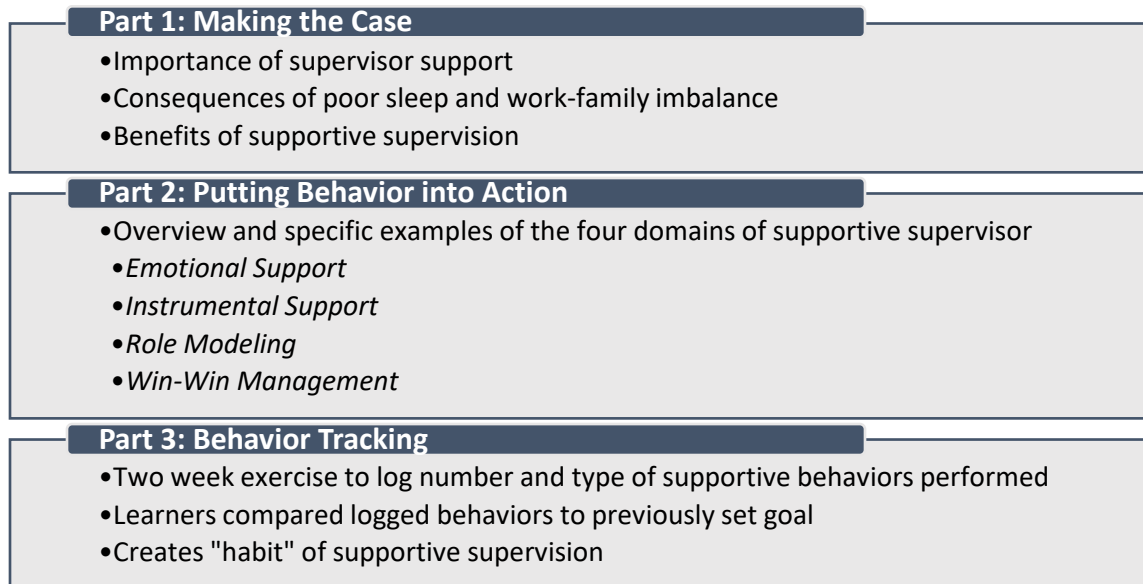 Part 1: Making the Case
•Importance of supervisor support
•Consequences of poor sleep and work-family imbalance
•Benefits of supportive supervision
Part 2: Putting Behavior into Action
•Overview and specific examples of the four domains of supportive supervisor
•Emotional Support
•Instrumental Support
•Role Modeling
•Win-Win Management
Part 3: Behavior Tracking
•Two week exercise to log number and type of supportive behaviors performed
•Learners compared logged behaviors to previously set goal
•Creates "habit" of supportive supervision